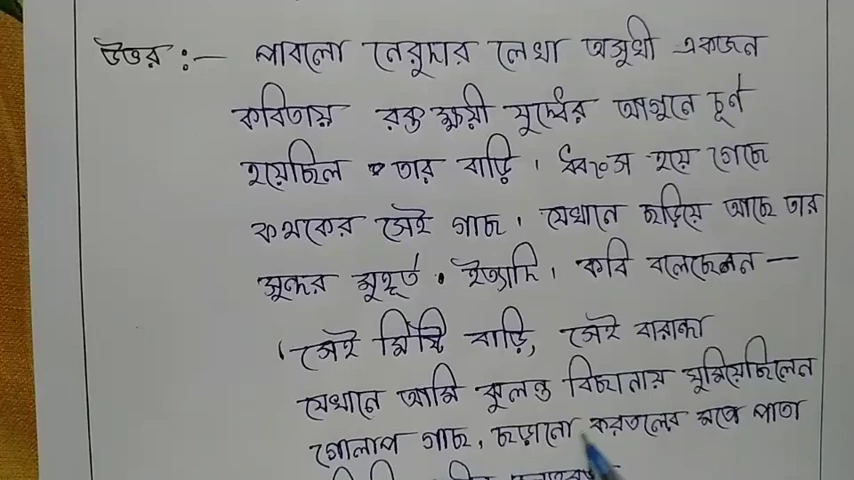 উত্তর :— পাবলো নেরুদার লেখা অসুখী একজন
কবিতায় রক্তক্ষয়ী যুদ্ধের আগুনে চূর্ণ
হয়েছিল তার বাড়ি। ধ্বংস হয়ে গেছে
কথকের সেই গাছ। যেখানে ছড়িয়ে আছে তার
সুন্দর মুহূর্ত। ইত্যাদি। কবি বলেছেন —
'সেই মিষ্টি বাড়ি, সেই বারান্দা
যেখানে আমি ঝুলন্ত বিছানায় ঘুমিয়েছিলেন
গোলাপ গাছ, ছড়ানো করতলের মতো পাতা